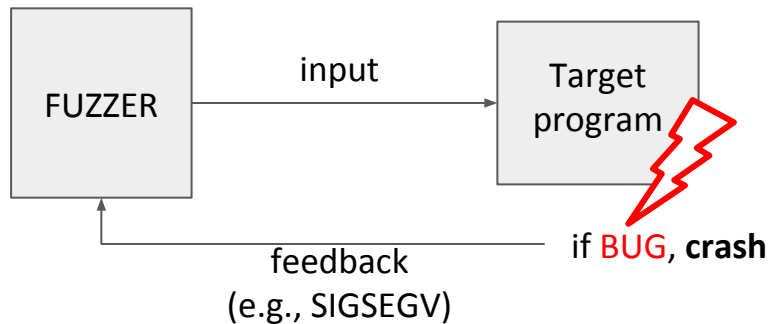 FUZZER
input
Target
program
if BUG, crash
feedback
(e.g., SIGSEGV)